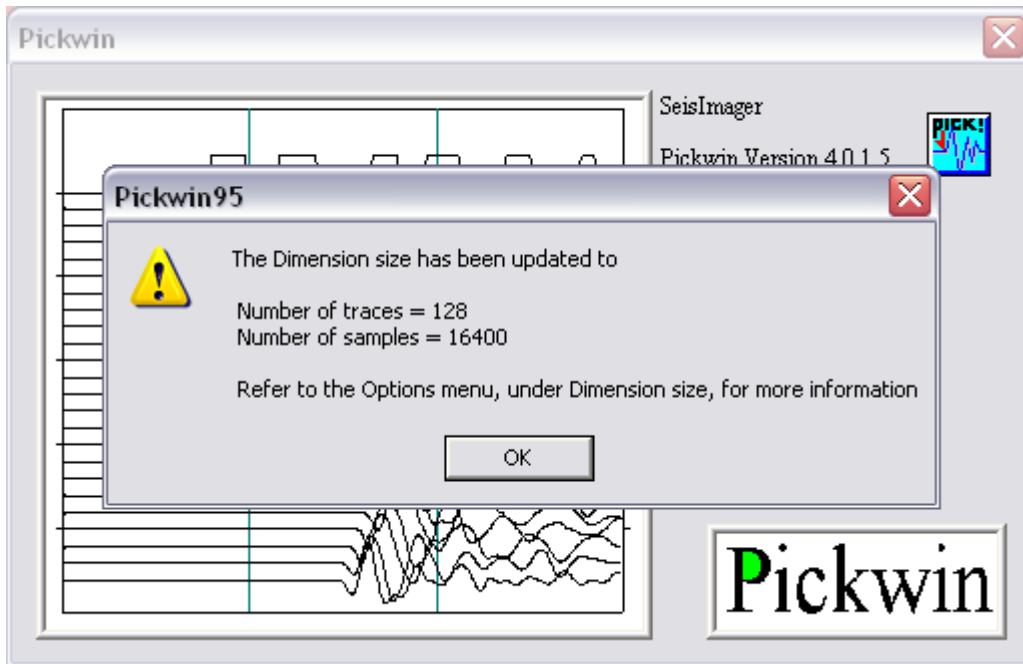 Pickwin
SeisImager
PICK!
Pickwin Version 4.0.1.5
Pickwin95
The Dimension size has been updated to
Number of traces = 128
Number of samples = 16400
Refer to the Options menu, under Dimension size, for more information
OK
Pickwin